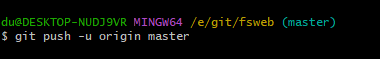 du@DESKTOP-NUDJ9VR MINGW64 /e/git/fsweb (master)
$ git push -u origin master